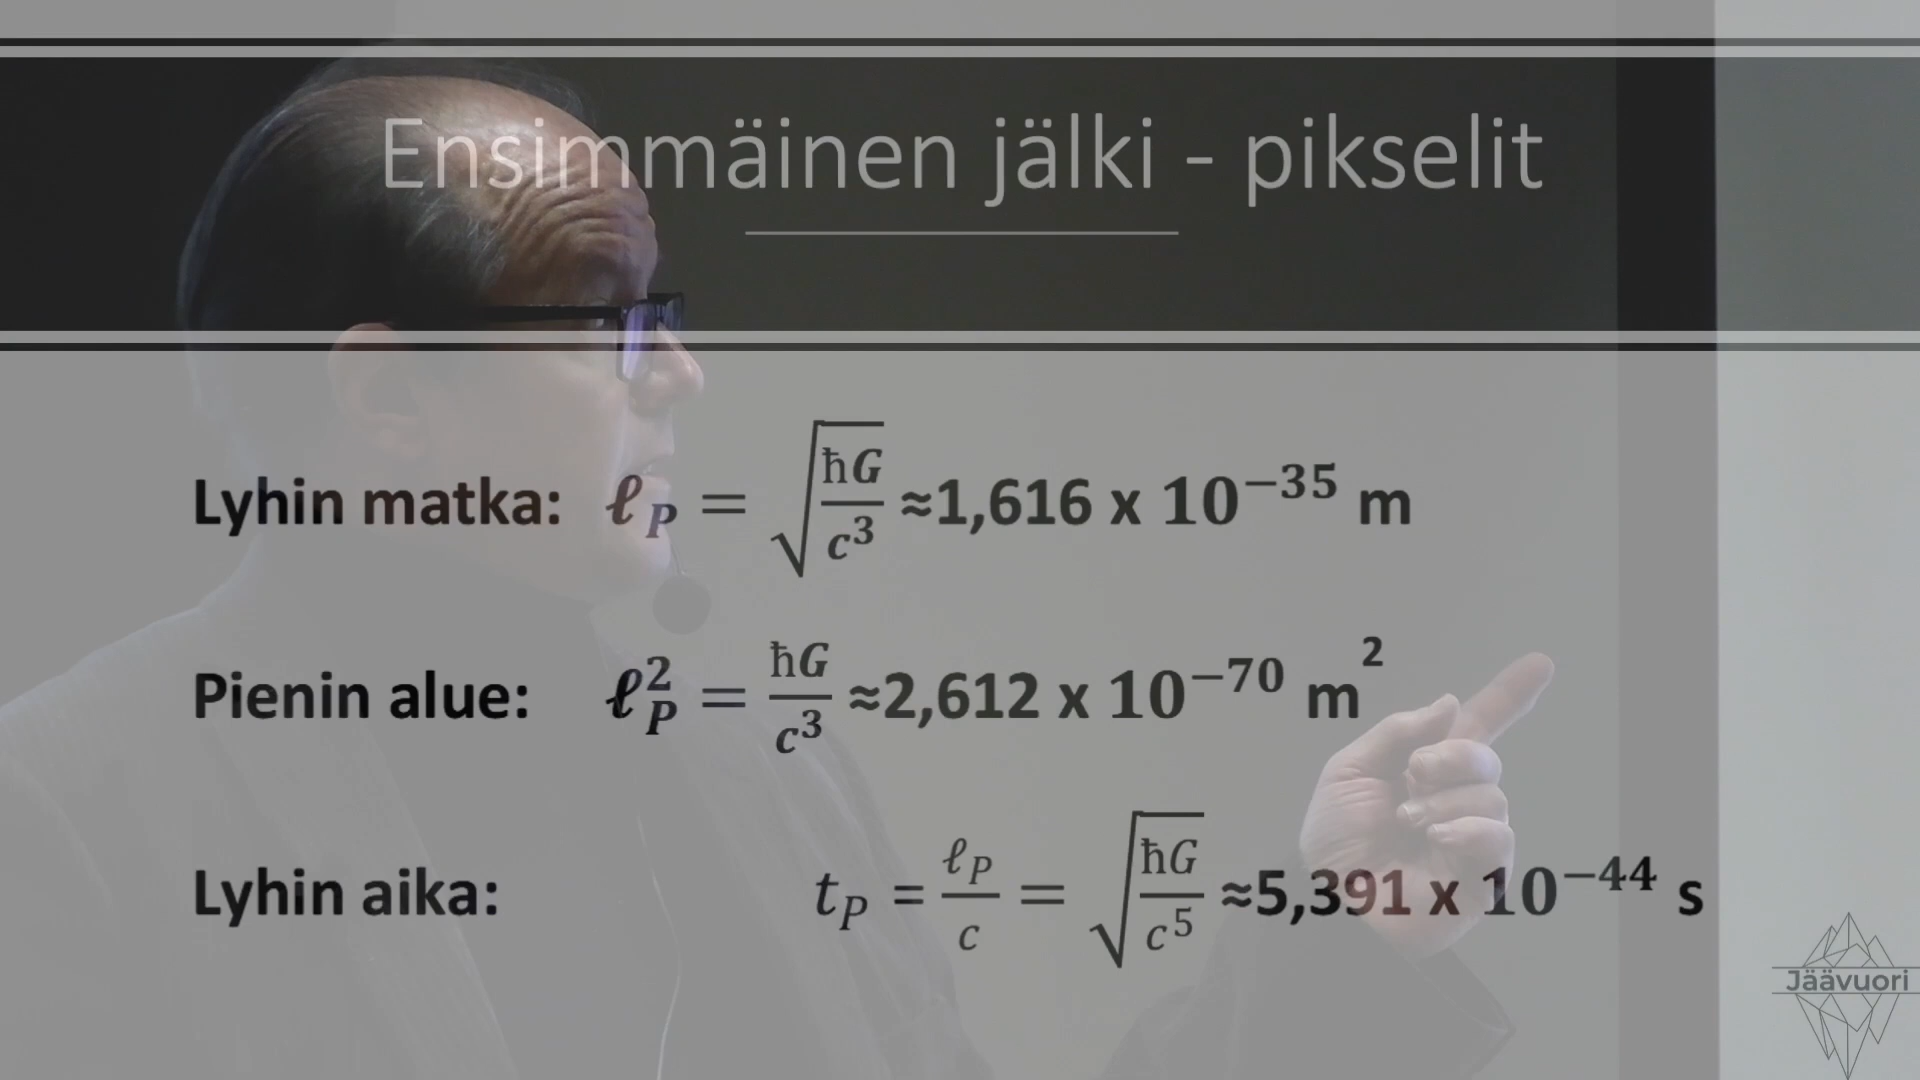 Ensimmäinen jälki - pikselit
Lyhin matka: ℓ_P = √(ħG/c³) ≈1,616 x 10⁻³⁵ m
Pienin alue: ℓ_P² = ħG/c³ ≈2,612 x 10⁻⁷⁰ m²
Lyhin aika: t_P = ℓ_P/c = √(ħG/c⁵) ≈5,391 x 10⁻⁴⁴ s
Jäävuori